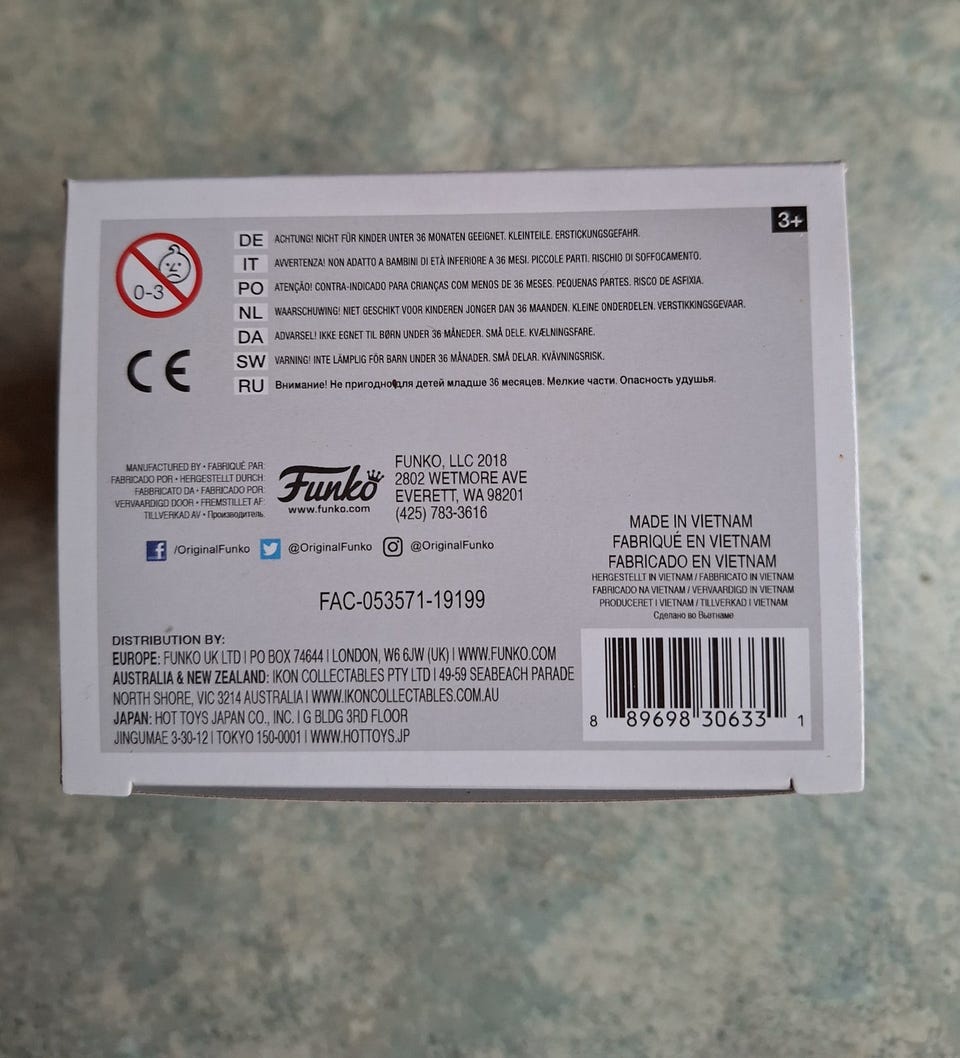 3+
0-3
DE ACHTUNG! NICHT FÜR KINDER UNTER 36 MONATEN GEEIGNET. KLEINTEILE. ERSTICKUNGSGEFAHR.
IT AVVERTENZA! NON ADATTO A BAMBINI DI ETÀ INFERIORE A 36 MESI. PICCOLE PARTI. RISCHIO DI SOFFOCAMENTO.
PO ATENÇÃO! CONTRA-INDICADO PARA CRIANÇAS COM MENOS DE 36 MESES. PEQUENAS PARTES. RISCO DE ASFIXIA.
NL WAARSCHUWING! NIET GESCHIKT VOOR KINDEREN JONGER DAN 36 MAANDEN. KLEINE ONDERDELEN. VERSTIKKINGSGEVAAR.
DA ADVARSEL! IKKE EGNET TIL BØRN UNDER 36 MÅNEDER. SMÅ DELE. KVÆLNINGSFARE.
SW VARNING! INTE LÄMPLIG FÖR BARN UNDER 36 MÅNADER. SMÅ DELAR. KVÄVNINGSRISK.
RU Внимание! Не пригодно для детей младше 36 месяцев. Мелкие части. Опасность удушья.
CE
MANUFACTURED BY • FABRIQUÉ PAR:
FABRICADO POR • HERGESTELLT DURCH:
FABBRICATO DA • FABRICADO POR:
VERVAARDIGD DOOR • FREMSTILLET AF:
TILLVERKAD AV • Производитель:
Funko
www.funko.com
FUNKO, LLC 2018
2802 WETMORE AVE
EVERETT, WA 98201
(425) 783-3616
/OriginalFunko @OriginalFunko @OriginalFunko
FAC-053571-19199
MADE IN VIETNAM
FABRIQUÉ EN VIETNAM
FABRICADO EN VIETNAM
HERGESTELLT IN VIETNAM / FABBRICATO IN VIETNAM
FABRICADO NA VIETNAM / VERVAARDIGD IN VIETNAM
PRODUCERET I VIETNAM / TILLVERKAD I VIETNAM
Сделано во Вьетнаме
DISTRIBUTION BY:
EUROPE: FUNKO UK LTD | PO BOX 74644 | LONDON, W6 6JW (UK) | WWW.FUNKO.COM
AUSTRALIA & NEW ZEALAND: IKON COLLECTABLES PTY LTD | 49-59 SEABEACH PARADE
NORTH SHORE, VIC 3214 AUSTRALIA | WWW.IKONCOLLECTABLES.COM.AU
JAPAN: HOT TOYS JAPAN CO., INC. | G BLDG 3RD FLOOR
JINGUMAE 3-30-12 | TOKYO 150-0001 | WWW.HOTTOYS.JP
8 89698 30633 1